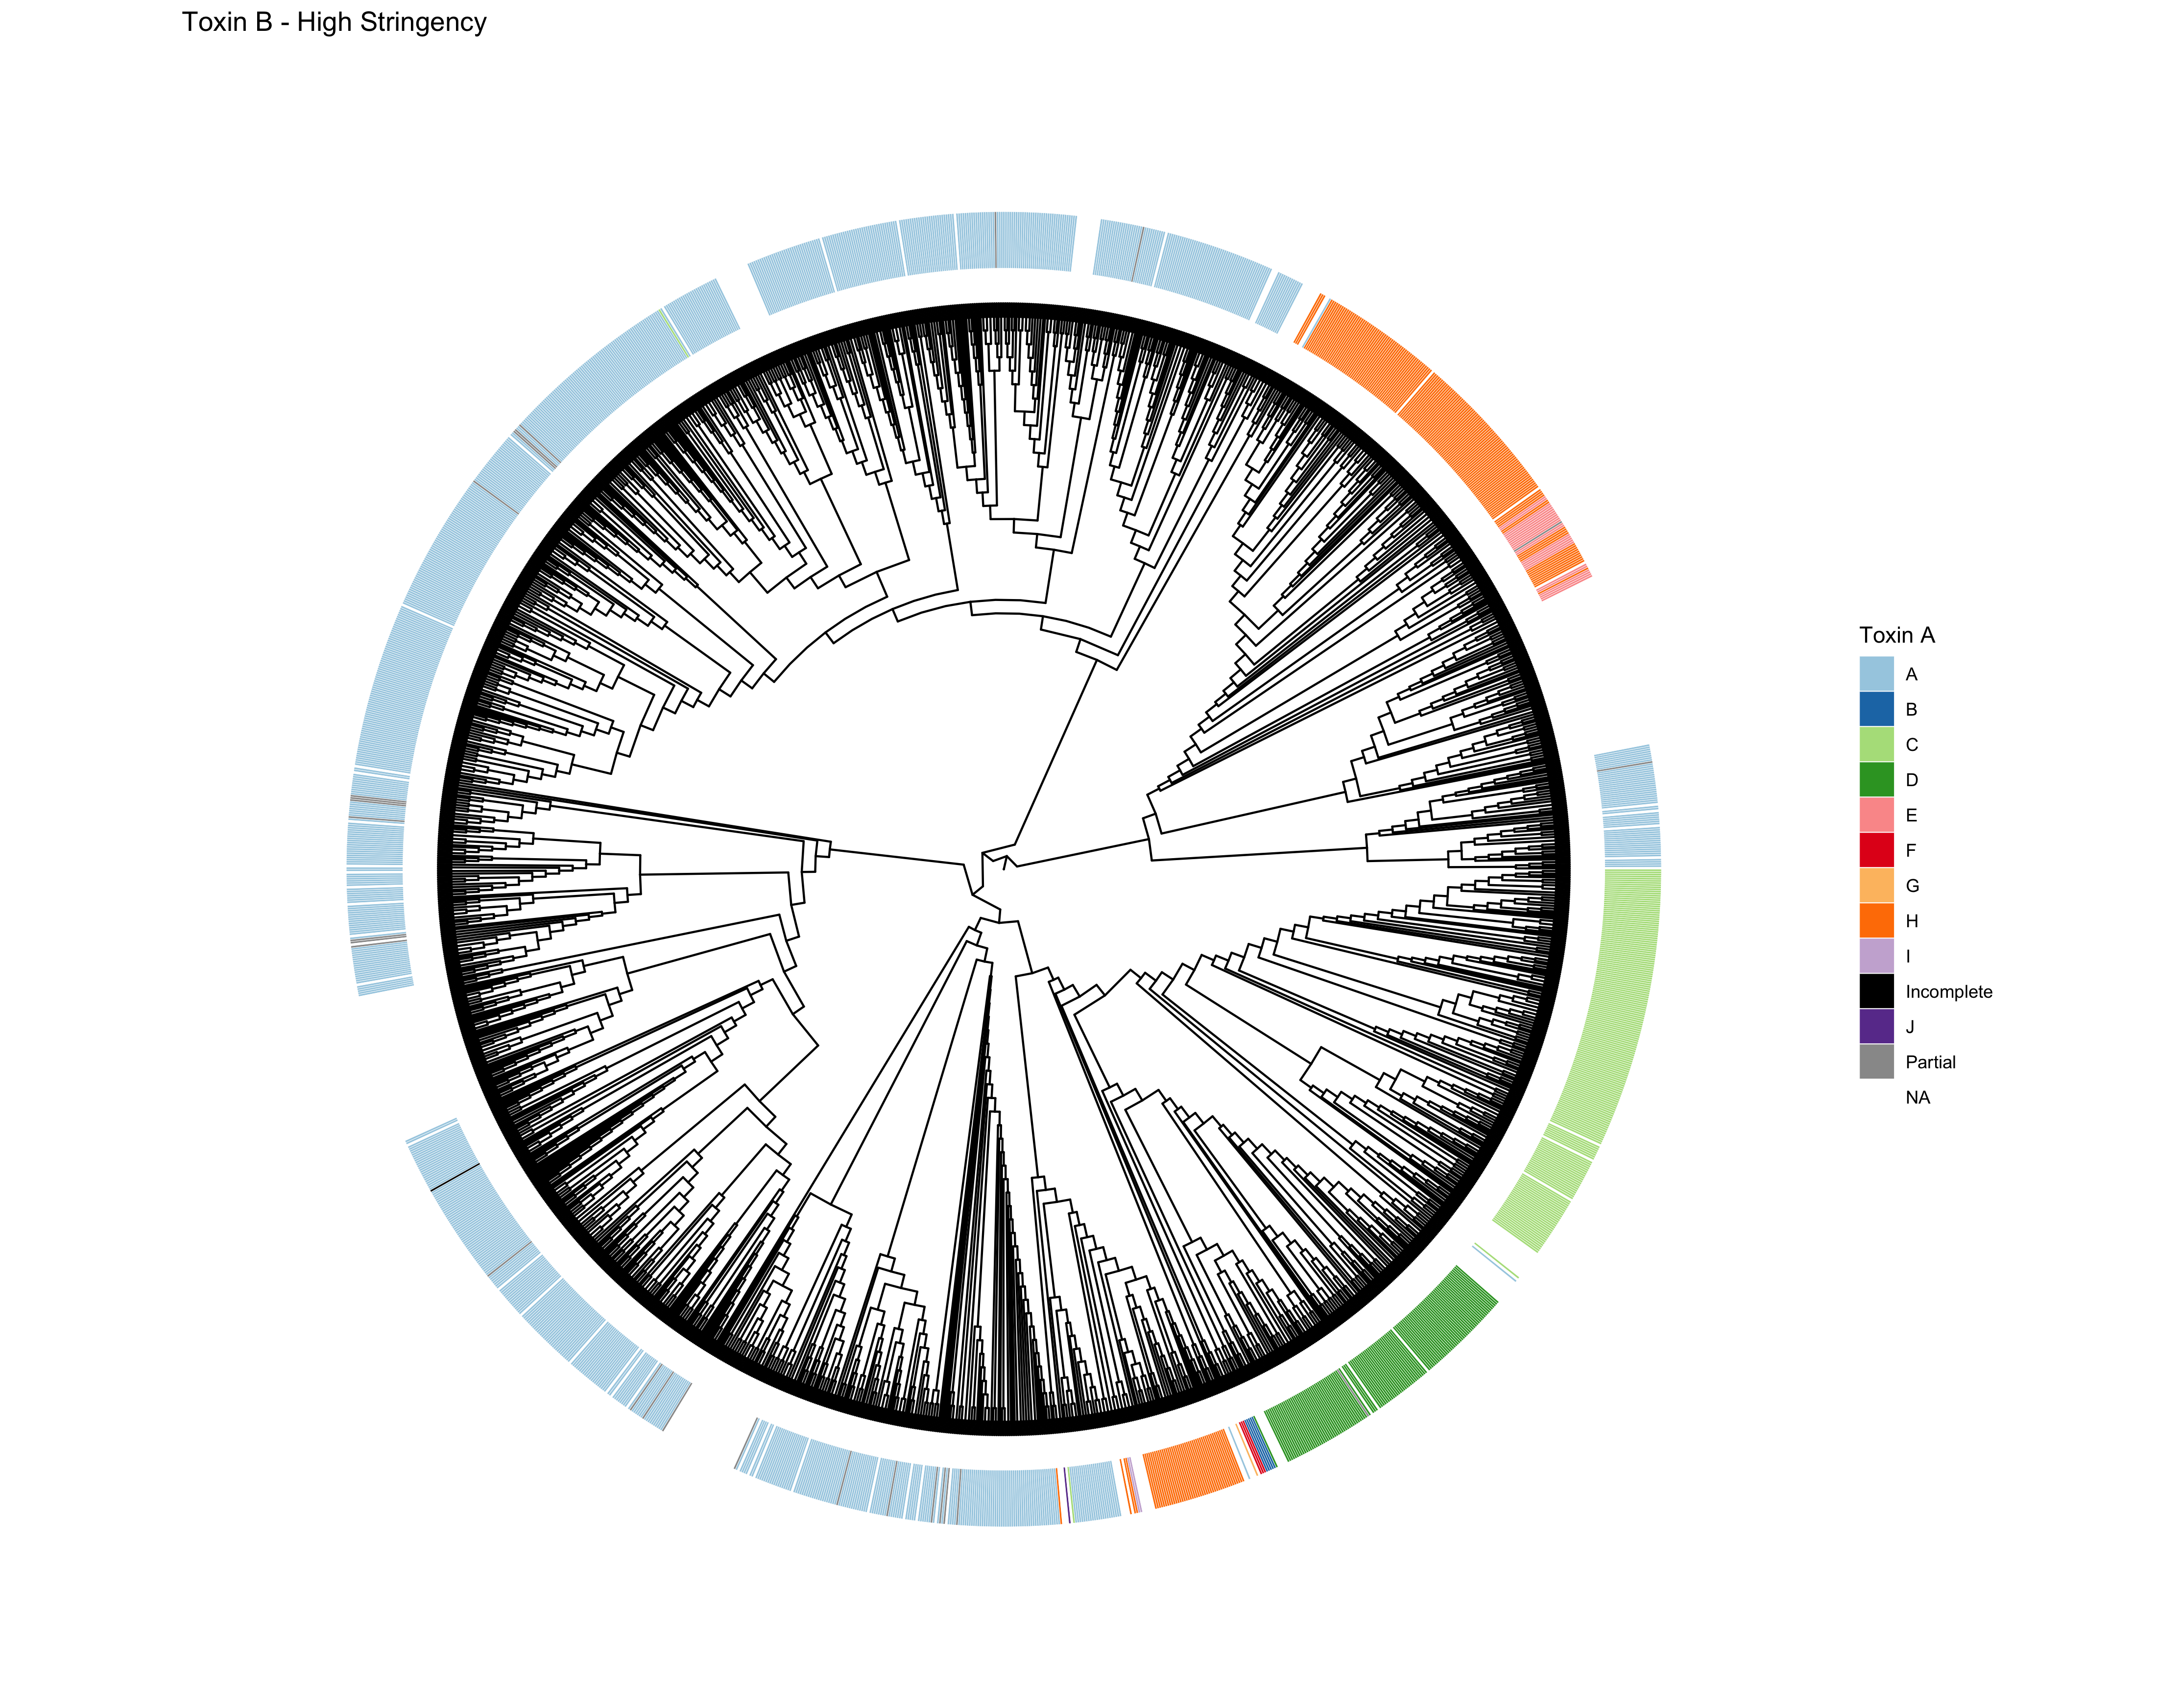 Toxin B - High Stringency
Toxin A
A
B
C
D
E
F
G
H
I
Incomplete
J
Partial
NA